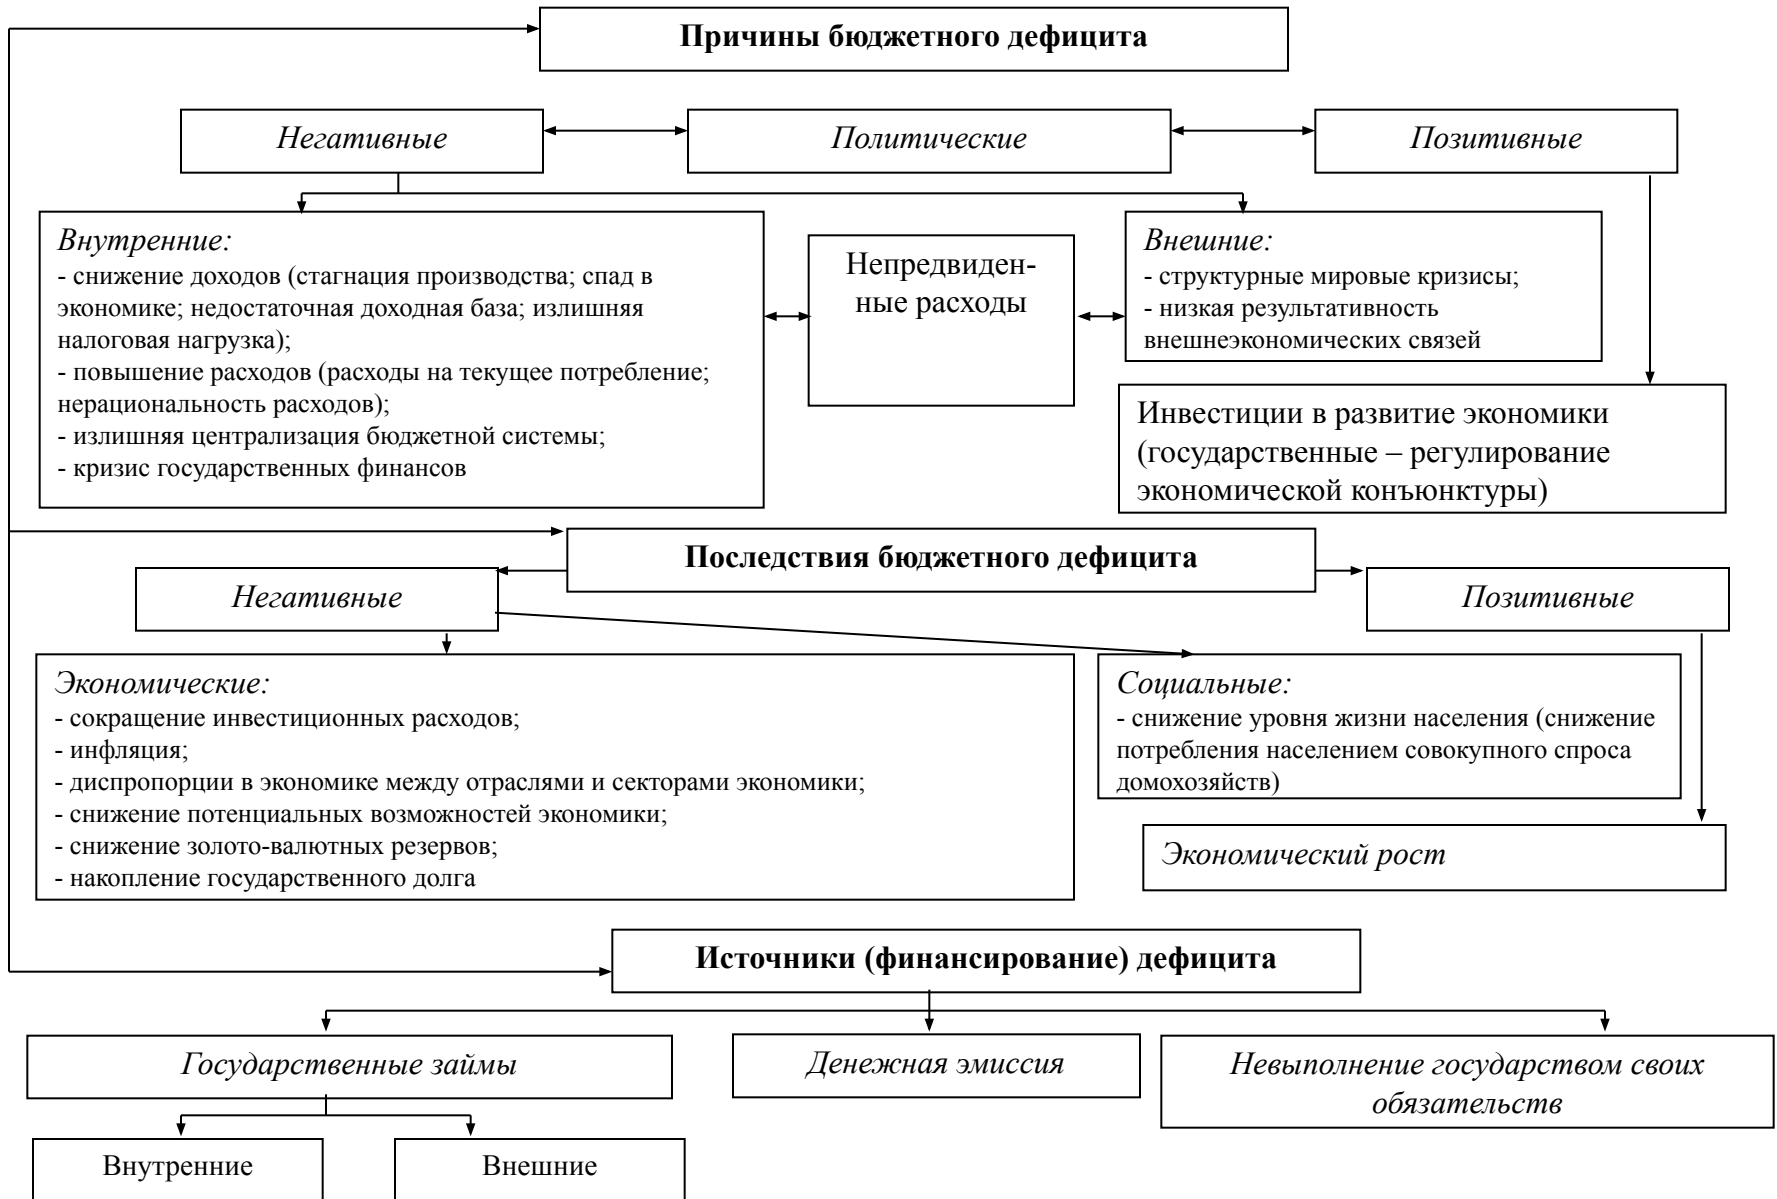 Причины бюджетного дефицита
Негативные
Политические
Позитивные
Внутренние:
- снижение доходов (стагнация производства; спад в
экономике; недостаточная доходная база; излишняя
налоговая нагрузка);
- повышение расходов (расходы на текущее потребление;
нерациональность расходов);
- излишняя централизация бюджетной системы;
- кризис государственных финансов
Непредвиден-
ные расходы
Внешние:
- структурные мировые кризисы;
- низкая результативность
внешнеэкономических связей
Инвестиции в развитие экономики
(государственные – регулирование
экономической конъюнктуры)
Последствия бюджетного дефицита
Негативные
Позитивные
Экономические:
- сокращение инвестиционных расходов;
- инфляция;
- диспропорции в экономике между отраслями и секторами экономики;
- снижение потенциальных возможностей экономики;
- снижение золото-валютных резервов;
- накопление государственного долга
Социальные:
- снижение уровня жизни населения (снижение
потребления населением совокупного спроса
домохозяйств)
Экономический рост
Источники (финансирование) дефицита
Государственные займы
Денежная эмиссия
Невыполнение государством своих
обязательств
Внутренние
Внешние